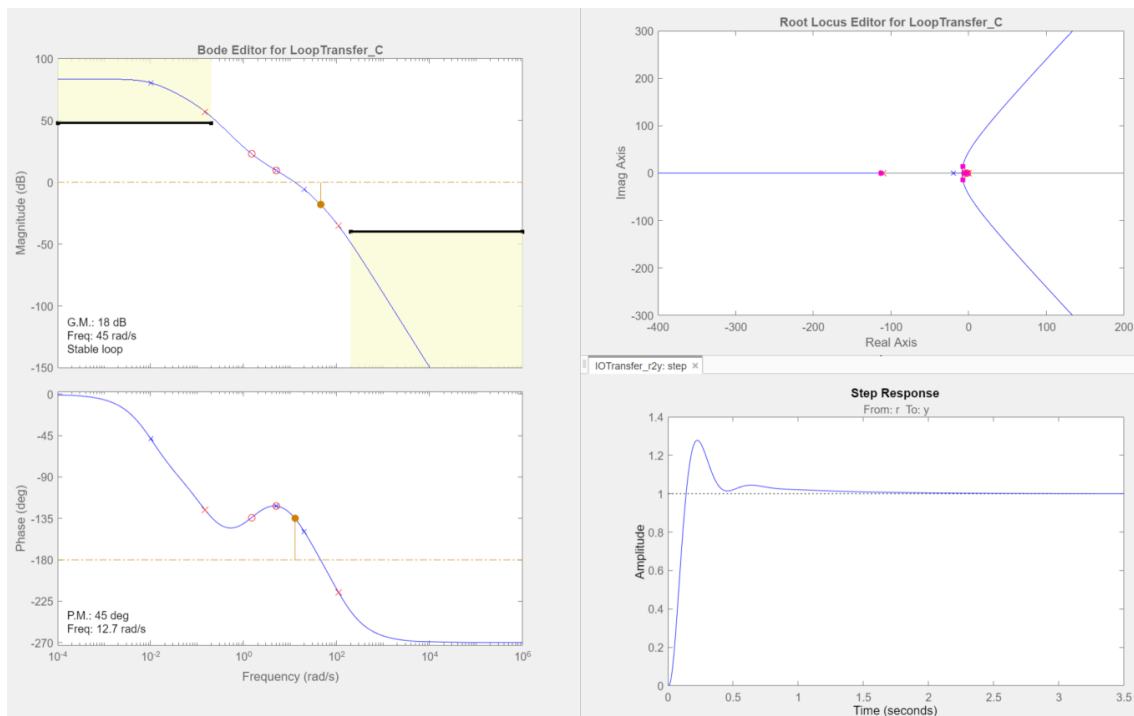 Bode Editor for LoopTransfer_C
100
50
0
-50
-100
-150
Magnitude (dB)
G.M.: 18 dB
Freq: 45 rad/s
Stable loop
0
-45
-90
-135
-180
-225
-270
Phase (deg)
P.M.: 45 deg
Freq: 12.7 rad/s
10^-4 10^-2 10^0 10^2 10^4 10^6
Frequency (rad/s)
Root Locus Editor for LoopTransfer_C
300
200
100
0
-100
-200
-300
Imag Axis
-400 -300 -200 -100 0 100 200
Real Axis
IOTransfer_r2y: step ×
Step Response
From: r To: y
1.4
1.2
1
0.8
0.6
0.4
0.2
0
Amplitude
0 0.5 1 1.5 2 2.5 3 3.5
Time (seconds)